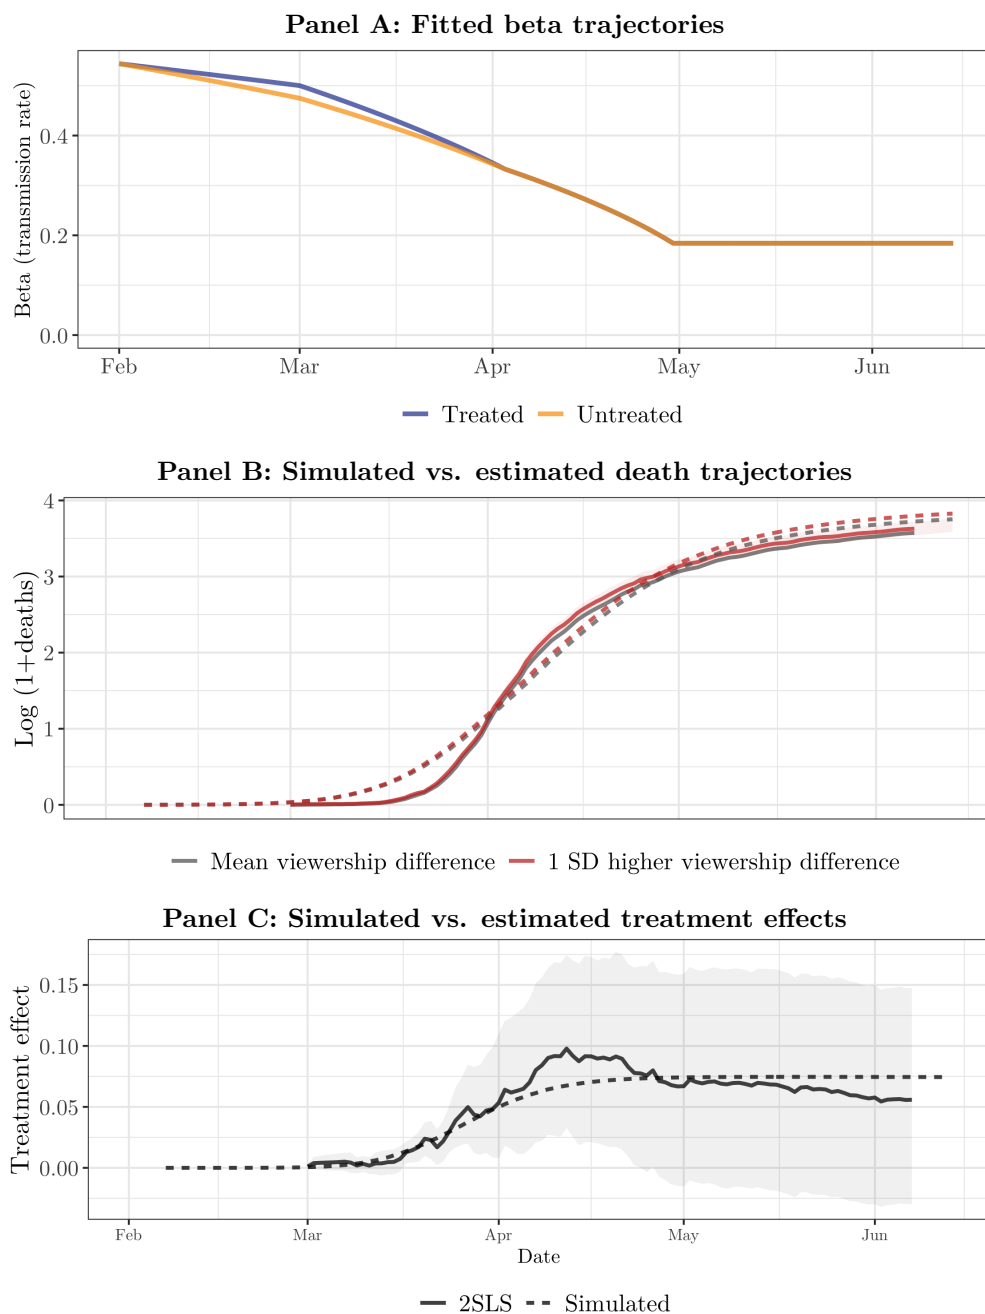 Panel A: Fitted beta trajectories
Beta (transmission rate)
0.4
0.2
0.0
Feb Mar Apr May Jun
Treated Untreated
Panel B: Simulated vs. estimated death trajectories
Log (1+deaths)
4
3
2
1
0
Mean viewership difference 1 SD higher viewership difference
Panel C: Simulated vs. estimated treatment effects
Treatment effect
0.15
0.10
0.05
0.00
Feb Mar Apr May Jun
Date
2SLS Simulated